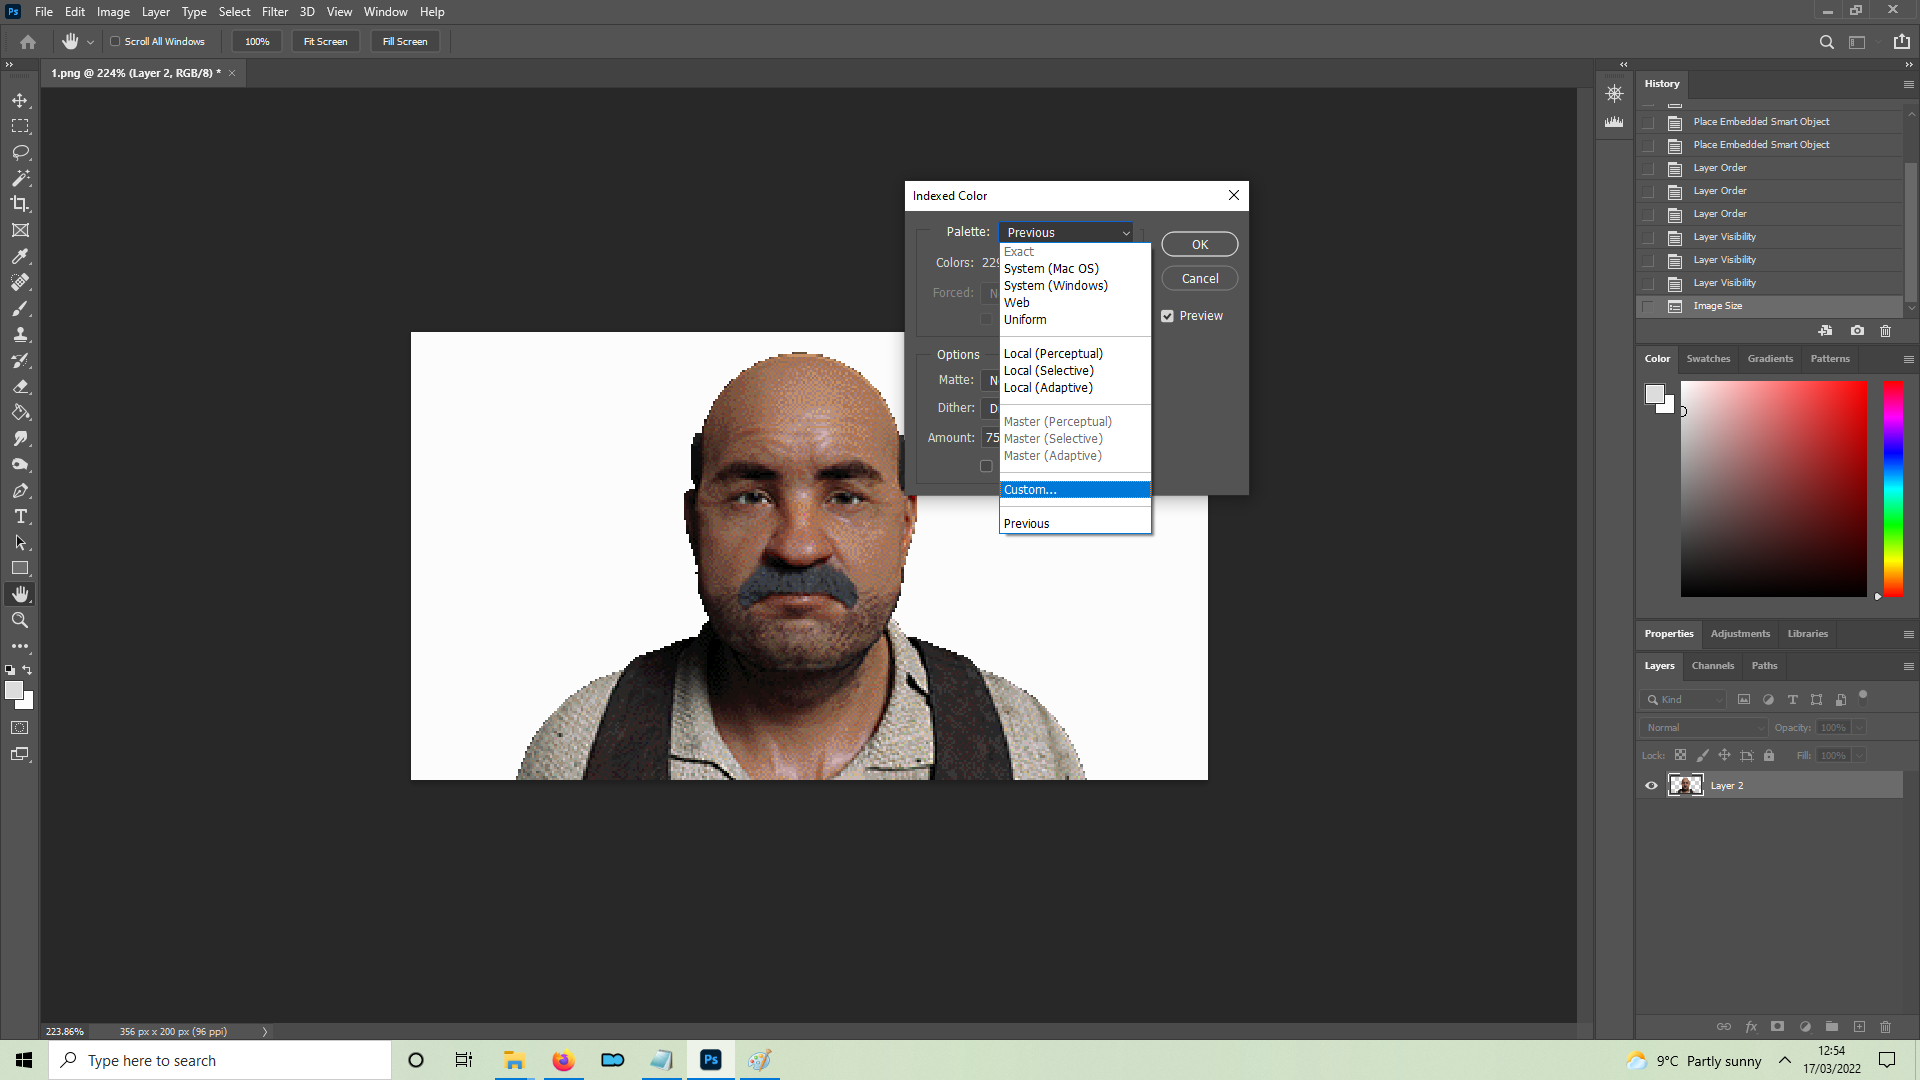 Ps File Edit Image Layer Type Select Filter 3D View Window Help
Scroll All Windows 100% Fit Screen Fill Screen
1.png @ 224% (Layer 2, RGB/8) *
Indexed Color
Palette: Previous
Exact
System (Mac OS)
System (Windows)
Web
Uniform
Local (Perceptual)
Local (Selective)
Local (Adaptive)
Master (Perceptual)
Master (Selective)
Master (Adaptive)
Custom...
Previous
Colors: 229
Forced: N
Options
Matte: N
Dither: D
Amount: 75
OK
Cancel
Preview
History
Place Embedded Smart Object
Place Embedded Smart Object
Layer Order
Layer Order
Layer Order
Layer Visibility
Layer Visibility
Layer Visibility
Image Size
Color Swatches Gradients Patterns
Properties Adjustments Libraries
Layers Channels Paths
Kind
Normal Opacity: 100%
Lock: Fill: 100%
Layer 2
fx
223.86% 356 px x 200 px (96 ppi)
Type here to search
Ps
9°C Partly sunny
12:54
17/03/2022